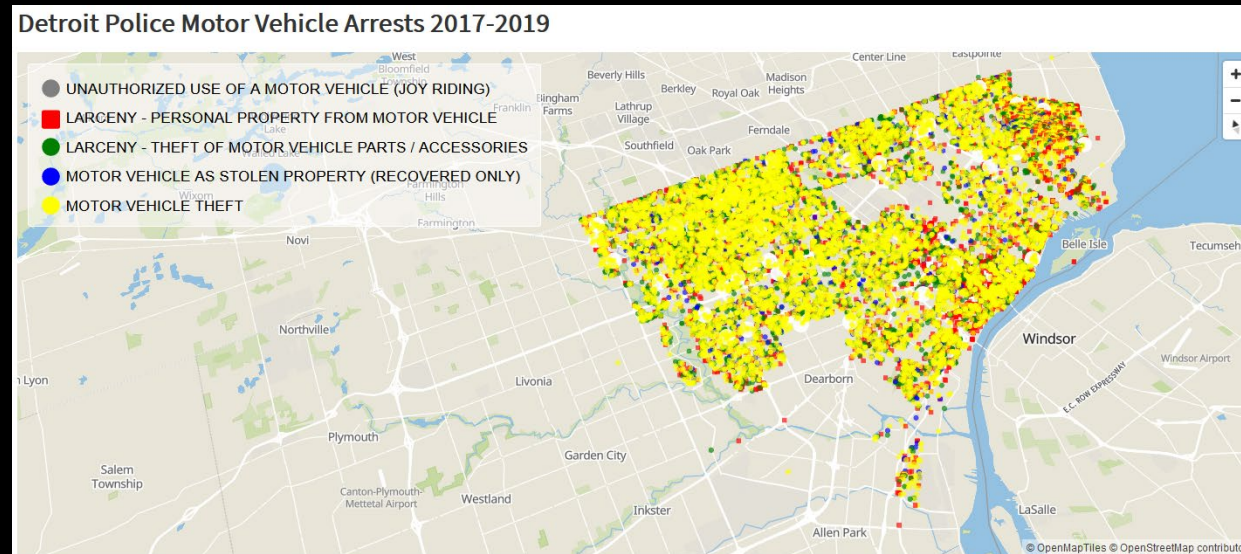 Detroit Police Motor Vehicle Arrests 2017-2019
UNAUTHORIZED USE OF A MOTOR VEHICLE (JOY RIDING)
LARCENY - PERSONAL PROPERTY FROM MOTOR VEHICLE
LARCENY - THEFT OF MOTOR VEHICLE PARTS / ACCESSORIES
MOTOR VEHICLE AS STOLEN PROPERTY (RECOVERED ONLY)
MOTOR VEHICLE THEFT
West
Bloomfield
Township
Center Line
Eastpointe
Beverly Hills
Berkley
Royal Oak
Madison
Heights
Franklin
Bingham
Farms
Lathrup
Village
Lake
Walled Lake
Southfield
Oak Park
Ferndale
Wixom
Farmington
Hills
Farmington
Novi
Belle Isle
Tecumseh
Northville
Windsor
Windsor Airport
n Lyon
Livonia
Dearborn
E.C. ROW EXPRESSWAY
Plymouth
Garden City
Salem
Township
Canton-Plymouth-
Mettetal Airport
Westland
Inkster
LaSalle
Allen Park
© OpenMapTiles © OpenStreetMap contributo